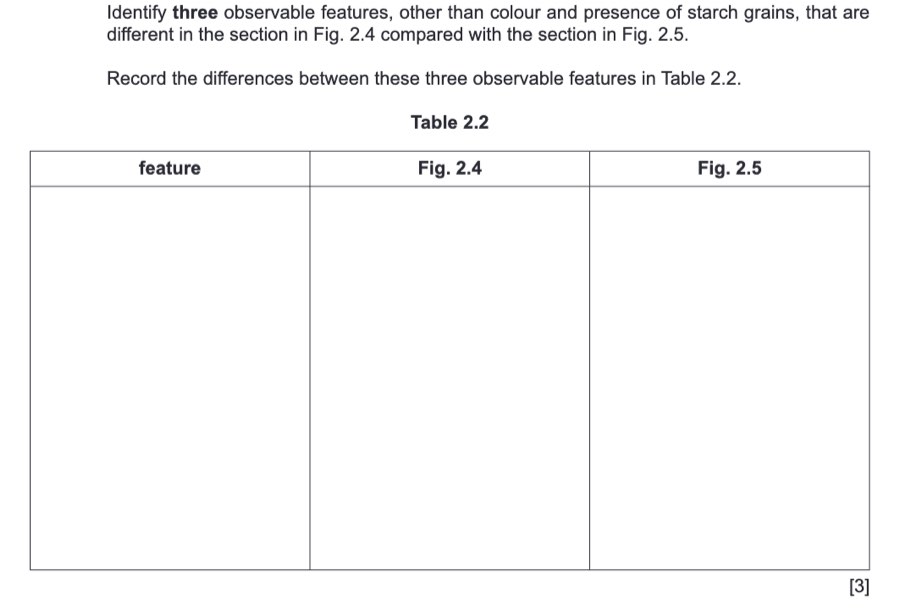 Identify three observable features, other than colour and presence of starch grains, that are
different in the section in Fig. 2.4 compared with the section in Fig. 2.5.
Record the differences between these three observable features in Table 2.2.
Table 2.2
feature Fig. 2.4 Fig. 2.5
[3]